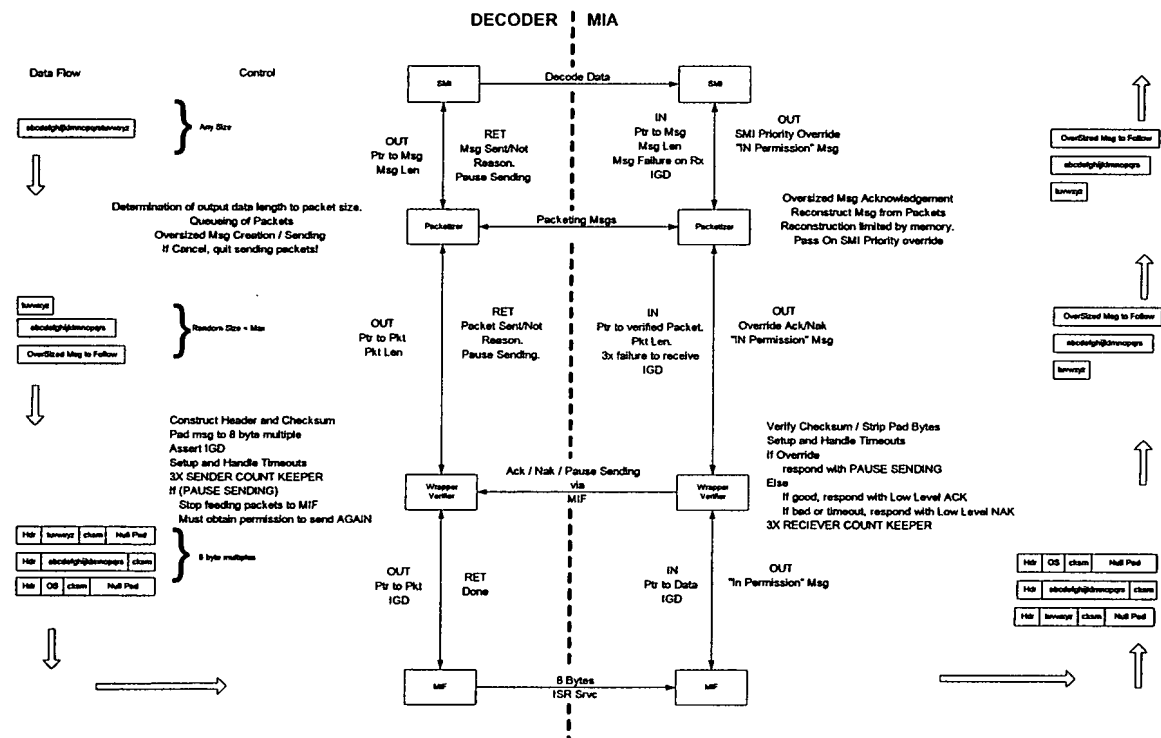 DECODER MIA
Data Flow
Control
SMI
Decode Data
SMI
Any Size
OUT
Ptr to Msg
Msg Len
RET
Msg Sent/Not
Reason.
Pause Sending
IN
Ptr to Msg
Msg Len
Msg Failure on Rx
IGD
OUT
SMI Priority Override
"IN Permission" Msg
OverSized Msg to Follow
abcdefghijklmnopqrs
tuvwxyz
Determination of output data length to packet size.
Queueing of Packets
Oversized Msg Creation / Sending
If Cancel, quit sending packets!
Packetizer
Packeting Msgs
Packetizer
Oversized Msg Acknowledgement
Reconstruct Msg from Packets
Reconstruction limited by memory.
Pass On SMI Priority override
tuvwxyz
abcdefghijklmnopqrs
OverSized Msg to Follow
Random Size < Max
OUT
Ptr to Pkt
Pkt Len
RET
Packet Sent/Not
Reason.
Pause Sending.
IN
Ptr to verified Packet.
Pkt Len.
3x failure to receive
IGD
OUT
Override Ack/Nak
"IN Permission" Msg
OverSized Msg to Follow
abcdefghijklmnopqrs
tuvwxyz
Construct Header and Checksum
Pad msg to 8 byte multiple
Assert IGD
Setup and Handle Timeouts
3X SENDER COUNT KEEPER
If (PAUSE SENDING)
Stop feeding packets to MIF
Must obtain permission to send AGAIN
Wrapper
Verifier
Ack / Nak / Pause Sending
via
MIF
Wrapper
Verifier
Verify Checksum / Strip Pad Bytes
Setup and Handle Timeouts
If Override
respond with PAUSE SENDING
Else
If good, respond with Low Level ACK
If bad or timeout, respond with Low Level NAK
3X RECIEVER COUNT KEEPER
Hdr tuvwxyz cksm Null Pad
Hdr abcdefghijklmnopqrs cksm
Hdr OS cksm Null Pad
8 byte multiples
OUT
Ptr to Pkt
IGD
RET
Done
IN
Ptr to Data
IGD
OUT
"In Permission" Msg
Hdr OS cksm Null Pad
Hdr abcdefghijklmnopqrs cksm
Hdr tuvwxyz cksm Null Pad
MIF
8 Bytes
ISR Srvc
MIF